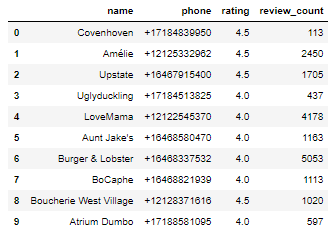 name phone rating review_count
0 Covenhoven +17184839950 4.5 113
1 Amélie +12125332962 4.5 2450
2 Upstate +16467915400 4.5 1705
3 Uglyduckling +17184513825 4.0 437
4 LoveMama +12122545370 4.0 4178
5 Aunt Jake's +16468580470 4.0 1163
6 Burger & Lobster +16468337532 4.0 5053
7 BoCaphe +16468821939 4.0 1113
8 Boucherie West Village +12128371616 4.5 1020
9 Atrium Dumbo +17188581095 4.0 597